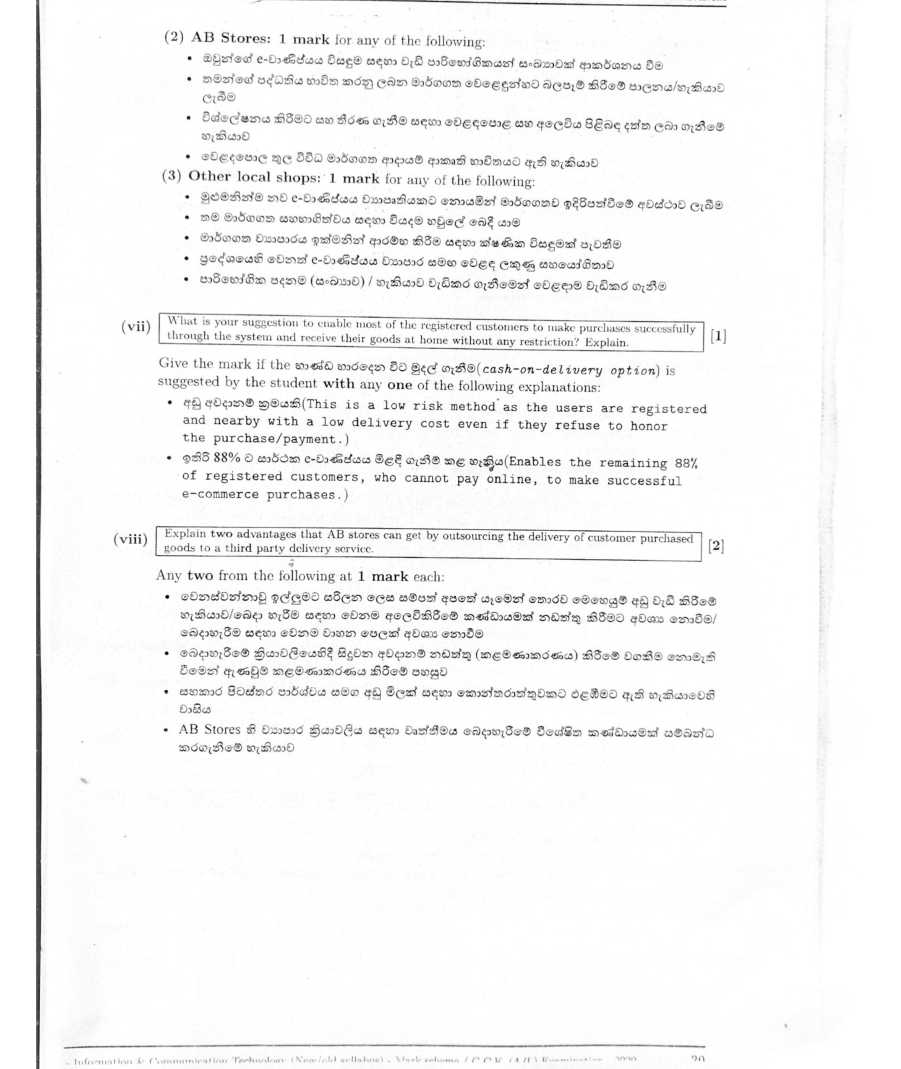 (2) AB Stores: 1 mark for any of the following:
• ඔවුන්ගේ e-වාණිජ්‍යය විසඳුම සඳහා වැඩි පාරිභෝගිකයන් සංඛ්‍යාවක් ආකර්ශනය වීම
• තමන්ගේ පද්ධතිය භාවිත කරනු ලබන මාර්ගගත වෙළෙඳුන්හට බලපෑම් කිරීමේ පාලනය/හැකියාව
ලැබීම
• විශ්ලේෂනය කිරීමට සහ තීරණ ගැනීම සඳහා වෙළඳපොළ සහ අලෙවිය පිළිබඳ දත්ත ලබා ගැනීමේ
හැකියාව
• වෙළදපොල තුල විවිධ මාර්ගගත ආදායම් ආකෘති භාවිතයට ඇති හැකියාව
(3) Other local shops: 1 mark for any of the following:
• මුළුමනින්ම නව e-වාණිජ්‍යය ව්‍යාපෘතියකට නොයමින් මාර්ගගතව ඉදිරිපත්වීමේ අවස්ථාව ලැබීම
• තම මාර්ගගත සහභාගිත්වය සඳහා වියදම හවුලේ බෙදී යාම
• මාර්ගගත ව්‍යාපාරය ඉක්මනින් ආරම්භ කිරීම සඳහා ක්ෂණික විසඳුමක් පැවතීම
• ප්‍රදේශයෙහි වෙනත් e-වාණිජ්‍යය ව්‍යාපාර සමඟ වෙළඳ ලකුණු සහයෝගිතාව
• පාරිභෝගික පදනම (සංඛ්‍යාව) / හැකියාව වැඩිකර ගැනීමෙන් වෙළඳාම වැඩිකර ගැනීම
(vii) What is your suggestion to enable most of the registered customers to make purchases successfully [1]
through the system and receive their goods at home without any restriction? Explain.
Give the mark if the භාණ්ඩ භාරදෙන විට මුදල් ගැනීම(cash-on-delivery option) is
suggested by the student with any one of the following explanations:
• අඩු අවදානම් ක්‍රමයකි(This is a low risk method as the users are registered
and nearby with a low delivery cost even if they refuse to honor
the purchase/payment.)
• ඉතිරි 88% ට සාර්ථක e-වාණිජ්‍යය මිළදී ගැනීම් කළ හැකිය(Enables the remaining 88%
of registered customers, who cannot pay online, to make successful
e-commerce purchases.)
(viii) Explain two advantages that AB stores can get by outsourcing the delivery of customer purchased [2]
goods to a third party delivery service.
Any two from the following at 1 mark each:
• වෙනස්වන්නාවූ ඉල්ලුමට සරිලන ලෙස සම්පත් අපතේ යෑමෙන් තොරව මෙහෙයුම් අඩු වැඩි කිරීමේ
හැකියාව/බෙදා හැරීම සඳහා වෙනම අලෙවිකිරීමේ කණ්ඩායමක් නඩත්තු කිරීමට අවශ්‍ය නොවීම/
බෙදාහැරීම සඳහා වෙනම වාහන පෙලක් අවශ්‍ය නොවීම
• බෙදාහැරීමේ ක්‍රියාවලියෙහිදී සිදුවන අවදානම් නඩත්තු (කළමණාකරණය) කිරීමේ වගකීම නොමැති
වීමෙන් ඇණවුම් කළමණාකරණය කිරීමේ පහසුව
• සහකාර පිටස්තර පාර්ශ්වය සමග අඩු මිලක් සඳහා කොන්තරාත්තුවකට එළඹීමට ඇති හැකියාවෙහි
වාසිය
• AB Stores හි ව්‍යාපාර ක්‍රියාවලිය සඳහා වෘත්තීමය බෙදාහැරීමේ විශේෂිත කණ්ඩායමක් සම්බන්ධ
කරගැනීමේ හැකියාව